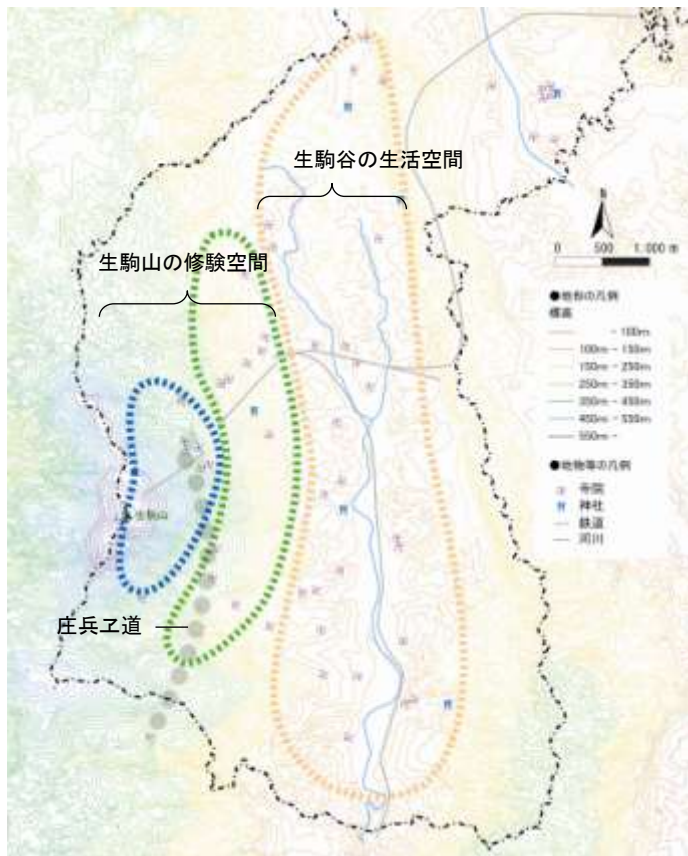 生駒谷の生活空間
生駒山の修験空間
N
0 500 1,000m
●地形の凡例
標高
- 100m
100m - 150m
150m - 250m
250m - 350m
350m - 450m
450m - 550m
550m -
●地物等の凡例
寺院
神社
鉄道
河川
生駒山
庄兵ヱ道